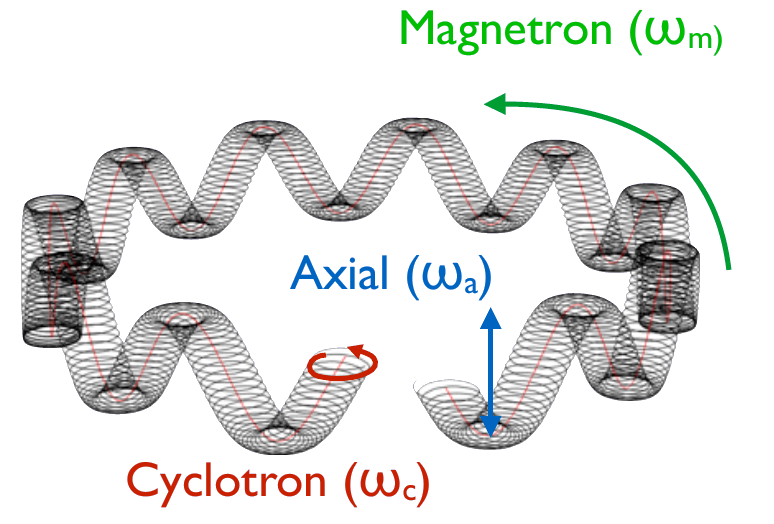 Magnetron (ωm)
Axial (ωa)
Cyclotron (ωc)